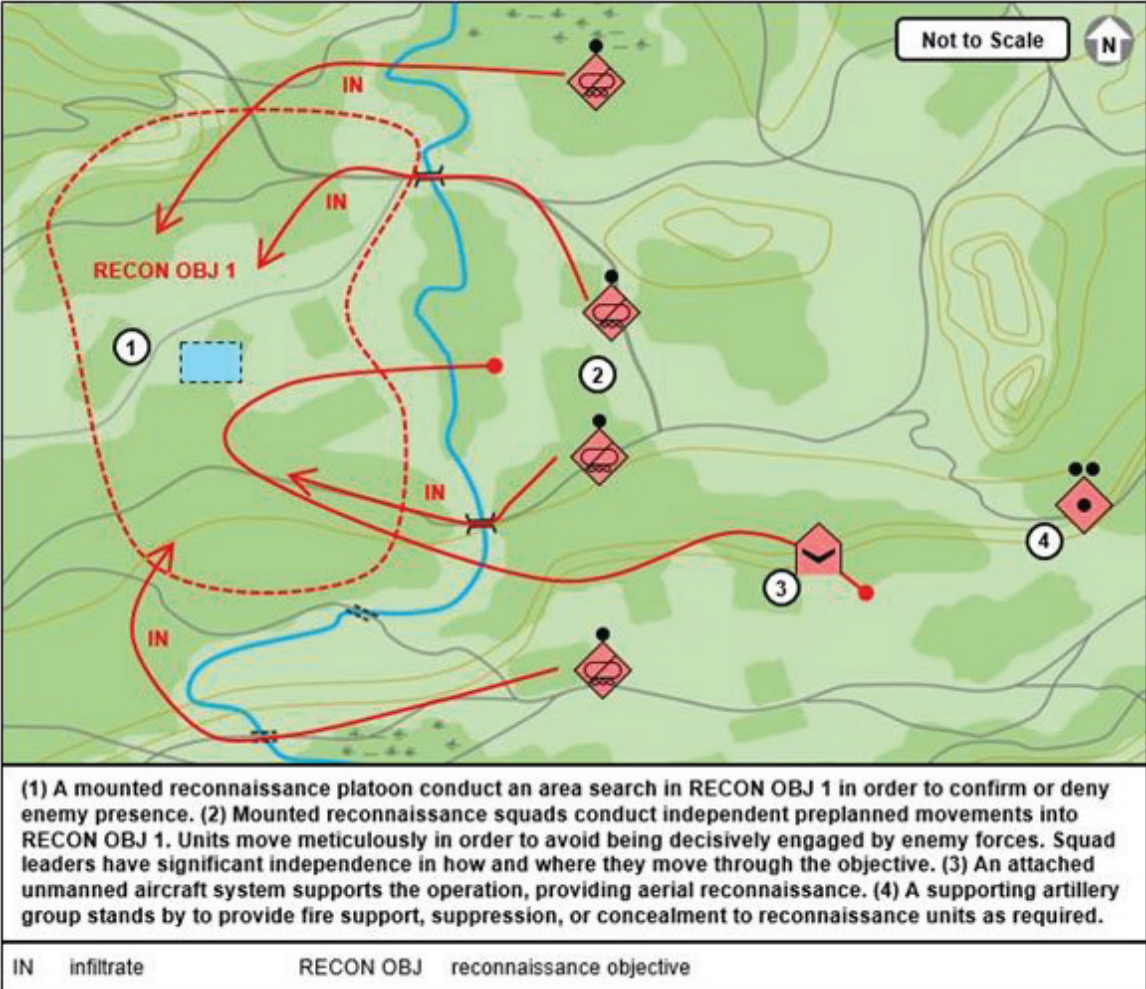 Not to Scale
N
IN
IN
RECON OBJ 1
1
2
IN
3
4
IN
(1) A mounted reconnaissance platoon conduct an area search in RECON OBJ 1 in order to confirm or deny
enemy presence. (2) Mounted reconnaissance squads conduct independent preplanned movements into
RECON OBJ 1. Units move meticulously in order to avoid being decisively engaged by enemy forces. Squad
leaders have significant independence in how and where they move through the objective. (3) An attached
unmanned aircraft system supports the operation, providing aerial reconnaissance. (4) A supporting artillery
group stands by to provide fire support, suppression, or concealment to reconnaissance units as required.
IN infiltrate RECON OBJ reconnaissance objective